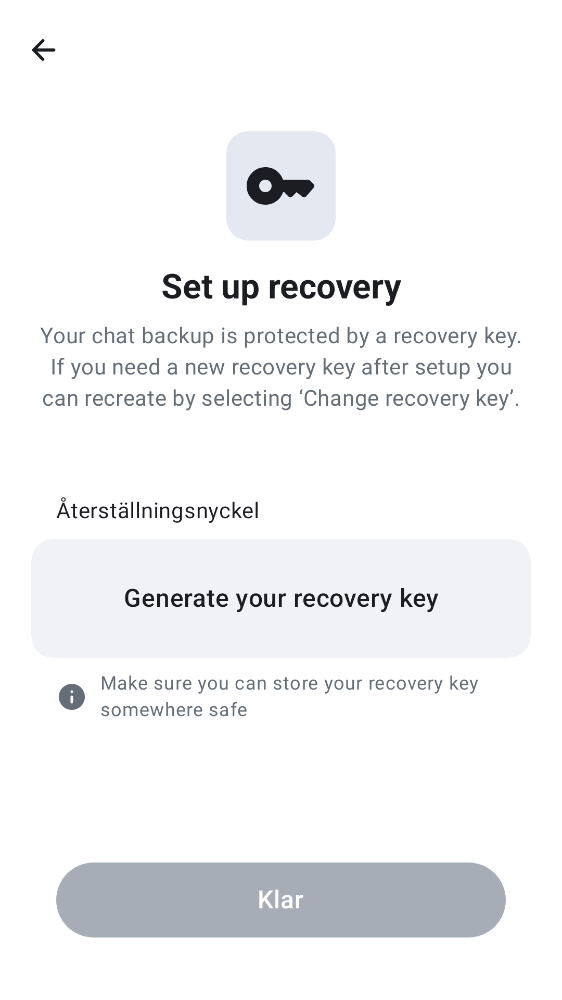 Set up recovery
Your chat backup is protected by a recovery key.
If you need a new recovery key after setup you
can recreate by selecting ‘Change recovery key’.
Återställningsnyckel
Generate your recovery key
Make sure you can store your recovery key
somewhere safe
Klar